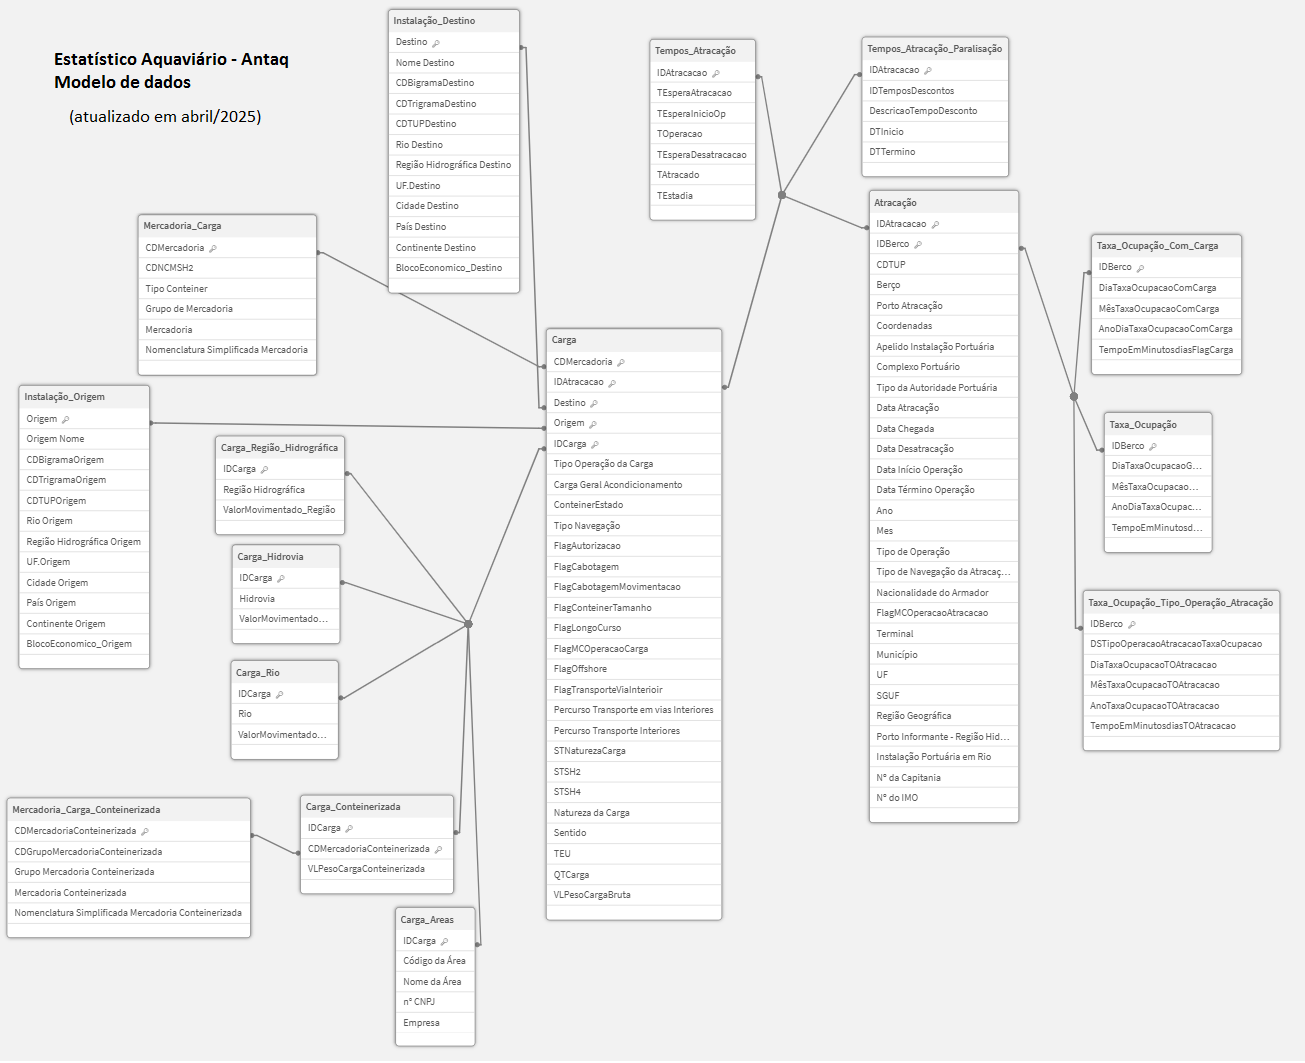 Estatístico Aquaviário - Antaq
Modelo de dados
(atualizado em abril/2025)
Instalação_Destino
Destino
Nome Destino
CDBigramaDestino
CDTrigramaDestino
CDTUPDestino
Rio Destino
Região Hidrográfica Destino
UF.Destino
Cidade Destino
País Destino
Continente Destino
BlocoEconomico_Destino
Tempos_Atracação
IDAtracacao
TEsperaAtracacao
TEsperaInicioOp
TOperacao
TEsperaDesatracacao
TAtracado
TEstadia
Tempos_Atracação_Paralisação
IDAtracacao
IDTemposDescontos
DescricaoTempoDesconto
DTInicio
DTTermino
Mercadoria_Carga
CDMercadoria
CDNCMSH2
Tipo Conteiner
Grupo de Mercadoria
Mercadoria
Nomenclatura Simplificada Mercadoria
Atracação
IDAtracacao
IDBerco
CDTUP
Berço
Porto Atracação
Coordenadas
Apelido Instalação Portuária
Complexo Portuário
Tipo da Autoridade Portuária
Data Atracação
Data Chegada
Data Desatracação
Data Início Operação
Data Término Operação
Ano
Mes
Tipo de Operação
Tipo de Navegação da Atracaç...
Nacionalidade do Armador
FlagMCOperacaoAtracacao
Terminal
Município
UF
SGUF
Região Geográfica
Porto Informante - Região Hid...
Instalação Portuária em Rio
Nº da Capitania
Nº do IMO
Taxa_Ocupação_Com_Carga
IDBerco
DiaTaxaOcupacaoComCarga
MêsTaxaOcupacaoComCarga
AnoDiaTaxaOcupacaoComCarga
TempoEmMinutosdiasFlagCarga
Taxa_Ocupação
IDBerco
DiaTaxaOcupacaoG...
MêsTaxaOcupacao...
AnoDiaTaxaOcupac...
TempoEmMinutosd...
Taxa_Ocupação_Tipo_Operação_Atracação
IDBerco
DSTipoOperacaoAtracacaoTaxaOcupacao
DiaTaxaOcupacaoTOAtracacao
MêsTaxaOcupacaoTOAtracacao
AnoTaxaOcupacaoTOAtracacao
TempoEmMinutosdiasTOAtracacao
Carga
CDMercadoria
IDAtracacao
Destino
Origem
IDCarga
Tipo Operação da Carga
Carga Geral Acondicionamento
ConteinerEstado
Tipo Navegação
FlagAutorizacao
FlagCabotagem
FlagCabotagemMovimentacao
FlagConteinerTamanho
FlagLongoCurso
FlagMCOperacaoCarga
FlagOffshore
FlagTransporteViaInterioir
Percurso Transporte em vias Interiores
Percurso Transporte Interiores
STNaturezaCarga
STSH2
STSH4
Natureza da Carga
Sentido
TEU
QTCarga
VLPesoCargaBruta
Instalação_Origem
Origem
Origem Nome
CDBigramaOrigem
CDTrigramaOrigem
CDTUPOrigem
Rio Origem
Região Hidrográfica Origem
UF.Origem
Cidade Origem
País Origem
Continente Origem
BlocoEconomico_Origem
Carga_Região_Hidrográfica
IDCarga
Região Hidrográfica
ValorMovimentado_Região
Carga_Hidrovia
IDCarga
Hidrovia
ValorMovimentado...
Carga_Rio
IDCarga
Rio
ValorMovimentado...
Mercadoria_Carga_Conteinerizada
CDMercadoriaConteinerizada
CDGrupoMercadoriaConteinerizada
Grupo Mercadoria Conteinerizada
Mercadoria Conteinerizada
Nomenclatura Simplificada Mercadoria Conteinerizada
Carga_Conteinerizada
IDCarga
CDMercadoriaConteinerizada
VLPesoCargaConteinerizada
Carga_Areas
IDCarga
Código da Área
Nome da Área
nº CNPJ
Empresa